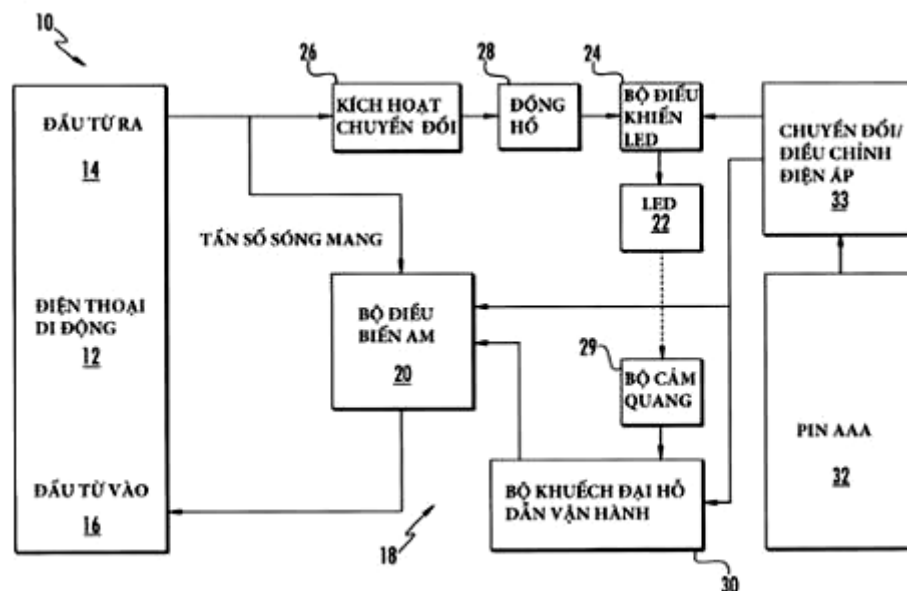 10
ĐẦU TỪ RA
14
ĐIỆN THOẠI
DI ĐỘNG
12
ĐẦU TỪ VÀO
16
26
KÍCH HOẠT
CHUYỂN ĐỔI
28
ĐỒNG
HỒ
24
BỘ ĐIỀU
KHIỂN
LED
LED
22
CHUYỂN ĐỔI/
ĐIỀU CHỈNH
ĐIỆN ÁP
33
TẦN SỐ SÓNG MANG
BỘ ĐIỀU
BIẾN AM
20
29
BỘ CẢM
QUANG
PIN AAA
32
BỘ KHUẾCH ĐẠI HỖ
DẪN VẬN HÀNH
18
30